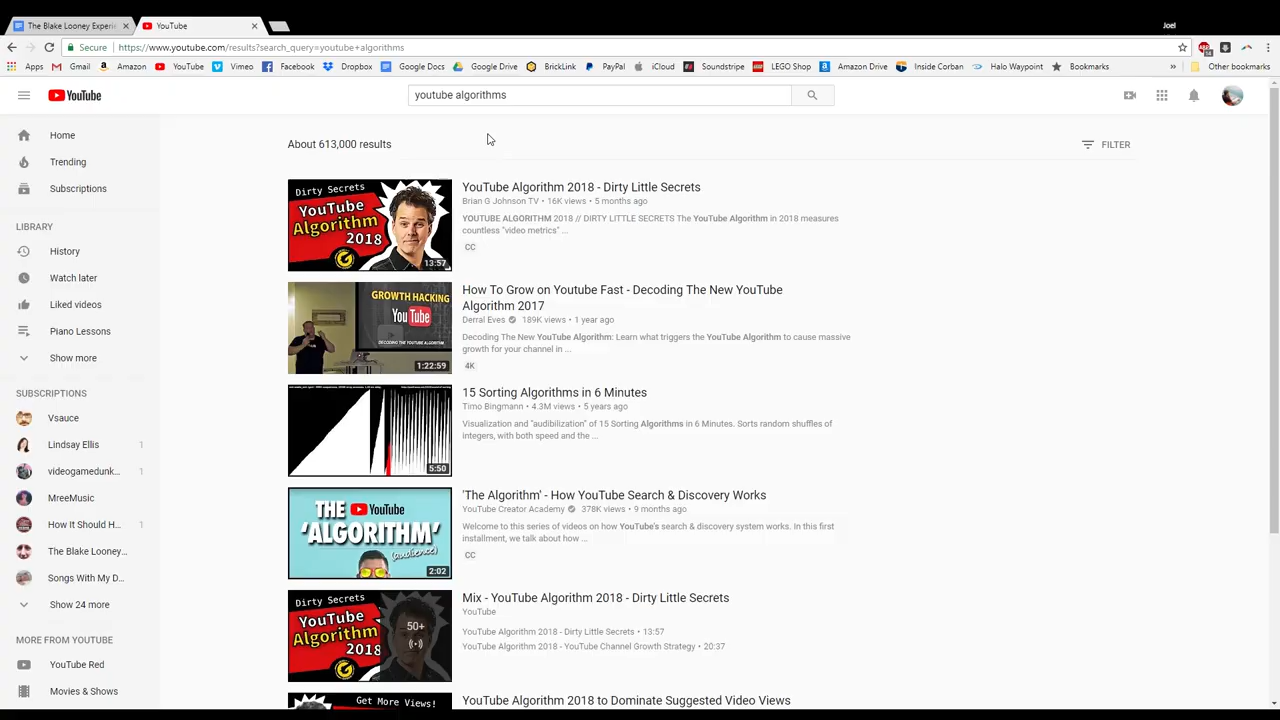 The Blake Looney Experie
YouTube
Joel
Secure
https://www.youtube.com/results?search_query=youtube+algorithms
Apps
Gmail
Amazon
YouTube
Vimeo
Facebook
Dropbox
Google Docs
Google Drive
BrickLink
PayPal
iCloud
Soundstripe
LEGO Shop
Amazon Drive
Inside Corban
Halo Waypoint
Bookmarks
»
Other bookmarks
YouTube
youtube algorithms
Home
Trending
Subscriptions
LIBRARY
History
Watch later
Liked videos
Piano Lessons
Show more
SUBSCRIPTIONS
Vsauce
Lindsay Ellis 1
videogamedunk... 1
MreeMusic
How It Should H... 1
The Blake Looney...
Songs With My D...
Show 24 more
MORE FROM YOUTUBE
YouTube Red
Movies & Shows
About 613,000 results
FILTER
Dirty Secrets
YouTube
Algorithm
2018
13:57
YouTube Algorithm 2018 - Dirty Little Secrets
Brian G Johnson TV • 16K views • 5 months ago
YOUTUBE ALGORITHM 2018 // DIRTY LITTLE SECRETS The YouTube Algorithm in 2018 measures
countless "video metrics" ...
CC
GROWTH HACKING
YouTube
DECODING THE YOUTUBE ALGORITHM
1:22:59
How To Grow on Youtube Fast - Decoding The New YouTube
Algorithm 2017
Derral Eves 189K views • 1 year ago
Decoding The New YouTube Algorithm: Learn what triggers the YouTube Algorithm to cause massive
growth for your channel in ...
4K
5:50
15 Sorting Algorithms in 6 Minutes
Timo Bingmann • 4.3M views • 5 years ago
Visualization and "audibilization" of 15 Sorting Algorithms in 6 Minutes. Sorts random shuffles of
integers, with both speed and the ...
THE YouTube
'ALGORITHM'
(audience)
2:02
'The Algorithm' - How YouTube Search & Discovery Works
YouTube Creator Academy 378K views • 9 months ago
Welcome to this series of videos on how YouTube's search & discovery system works. In this first
installment, we talk about how ...
CC
Dirty Secrets
YouTube
Algorithm
2018
50+
Mix - YouTube Algorithm 2018 - Dirty Little Secrets
YouTube
YouTube Algorithm 2018 - Dirty Little Secrets • 13:57
YouTube Algorithm 2018 - YouTube Channel Growth Strategy • 20:37
Get More Views!
YouTube Algorithm 2018 to Dominate Suggested Video Views